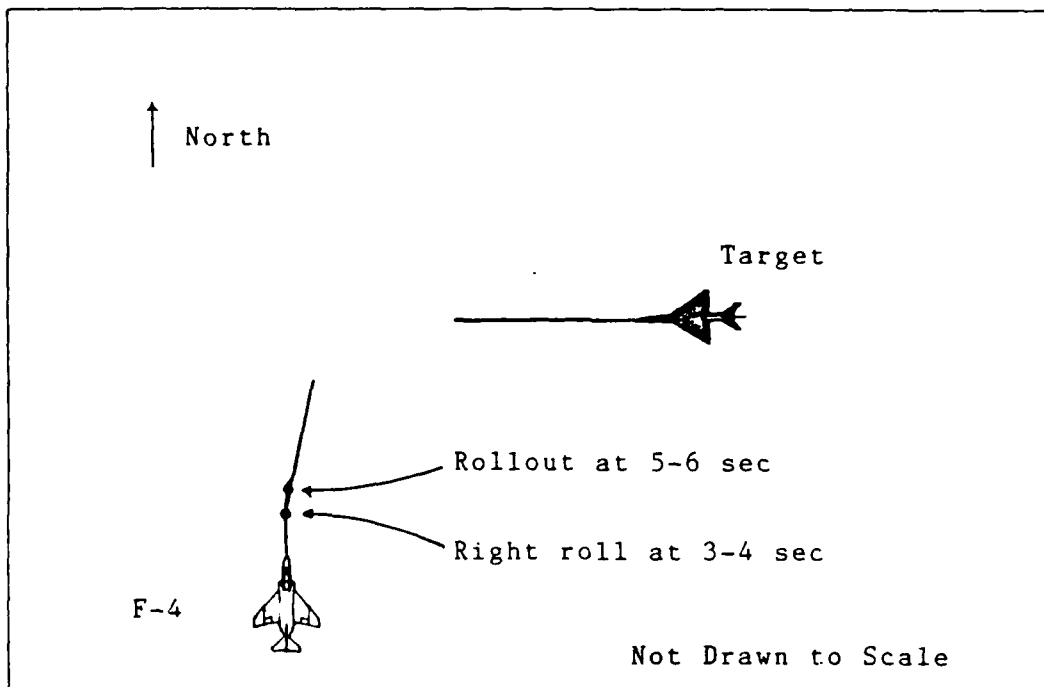 North
Target
Rollout at 5-6 sec
Right roll at 3-4 sec
F-4
Not Drawn to Scale